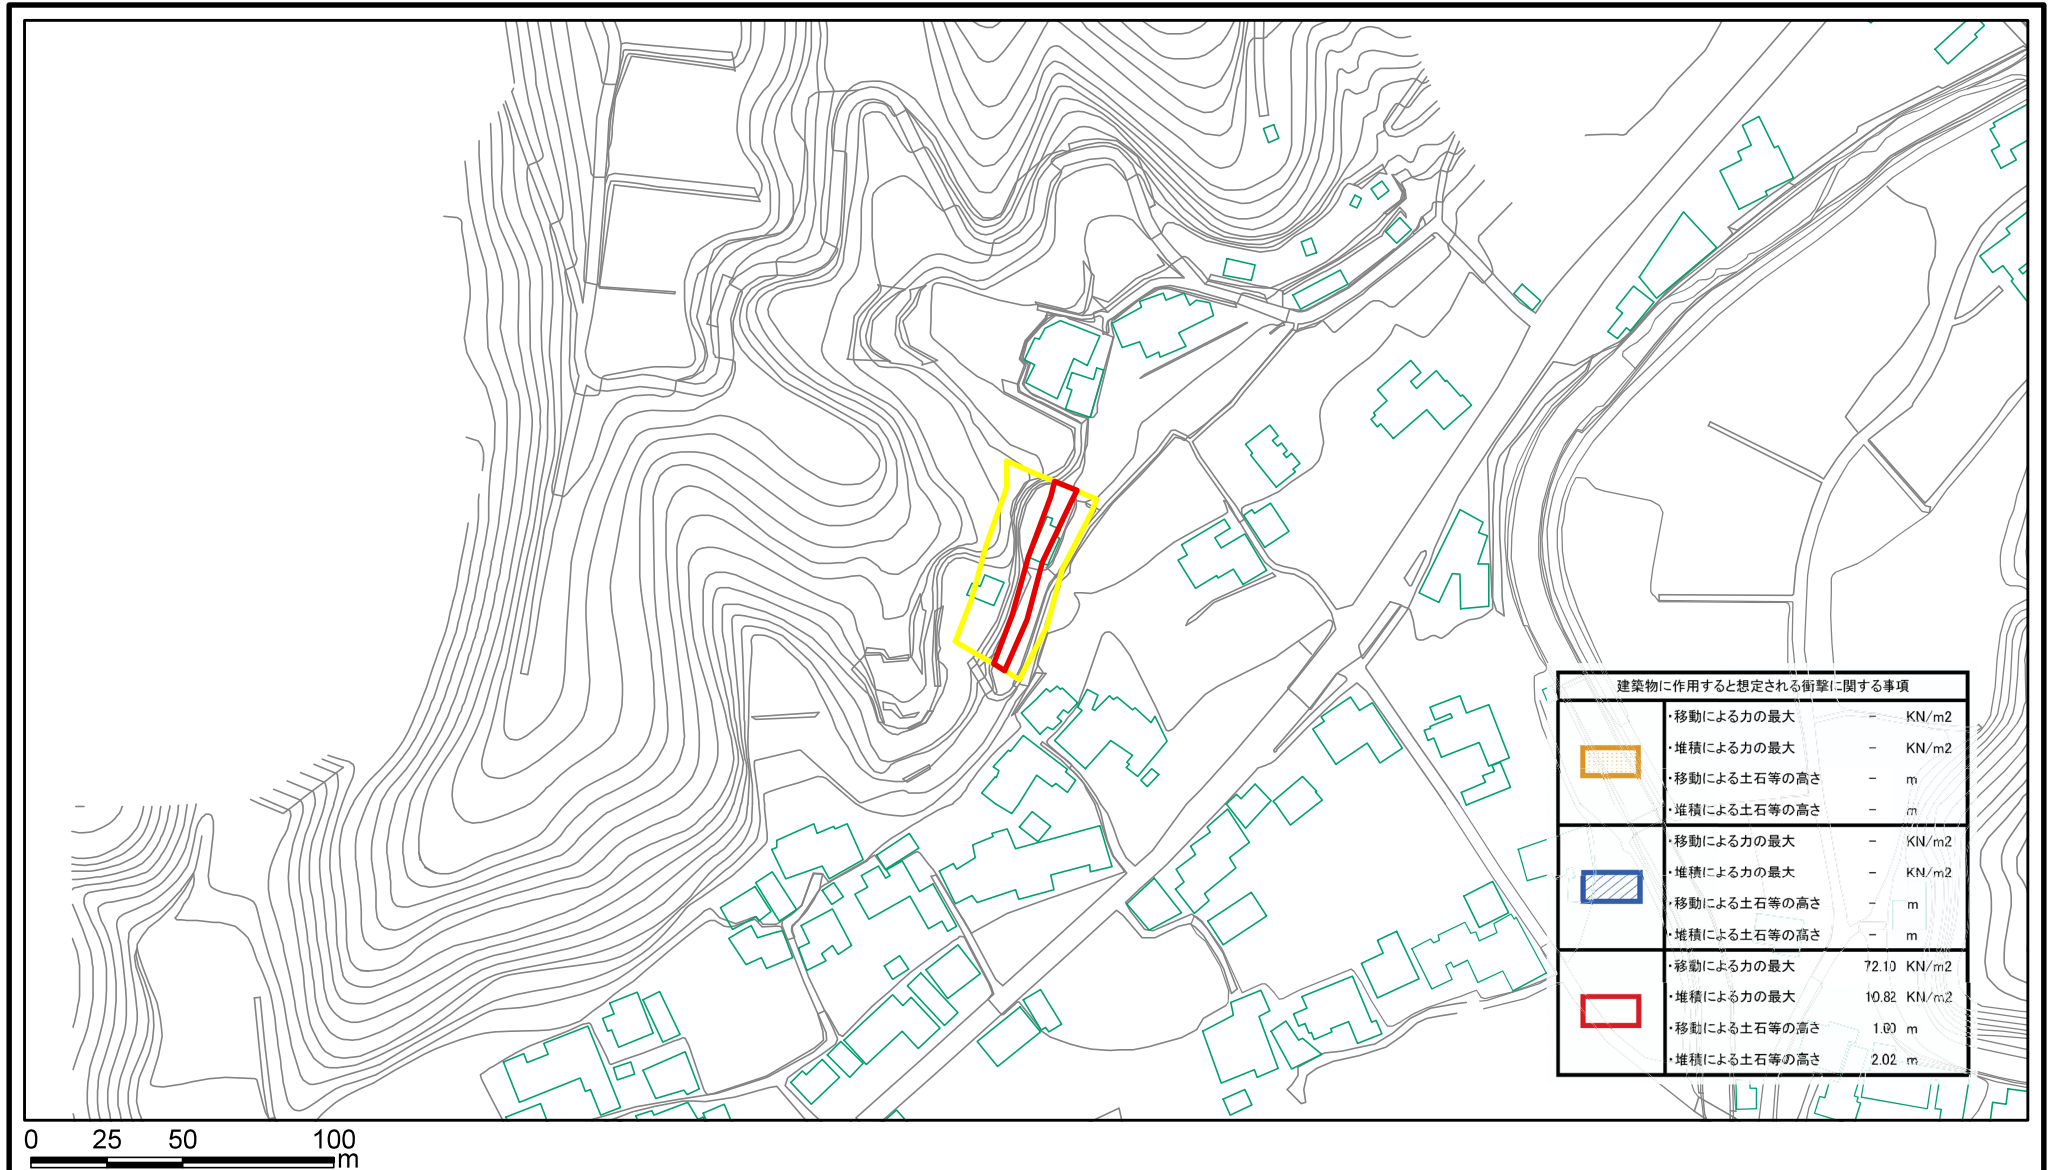 建築物に作用すると想定される衝撃に関する事項
・移動による力の最大 - KN/m2
・堆積による力の最大 - KN/m2
・移動による土石等の高さ - m
・堆積による土石等の高さ - m
・移動による力の最大 - KN/m2
・堆積による力の最大 - KN/m2
・移動による土石等の高さ - m
・堆積による土石等の高さ - m
・移動による力の最大 72.10 KN/m2
・堆積による力の最大 10.82 KN/m2
・移動による土石等の高さ 1.00 m
・堆積による土石等の高さ 2.02 m
0 25 50 100
m